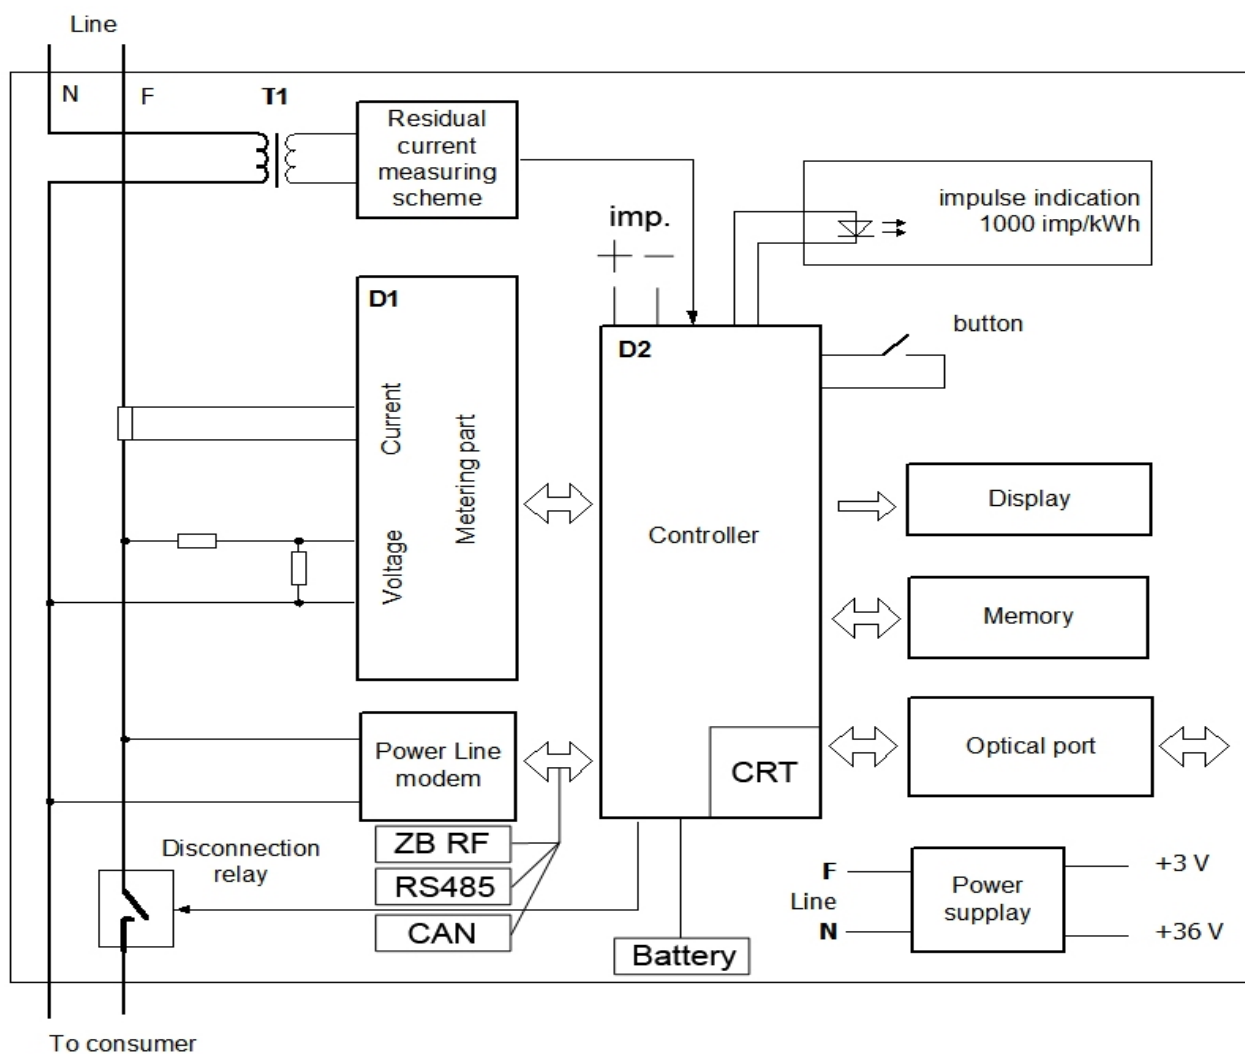 Line
N
F
T1
Residual
current
measuring
scheme
imp.
+ −
impulse indication
1000 imp/kWh
D1
Current
Voltage
Metering part
D2
Controller
CRT
button
Display
Memory
Optical port
Power Line
modem
ZB RF
RS485
CAN
Disconnection
relay
Battery
F
Line
N
Power
supplay
+3 V
+36 V
To consumer